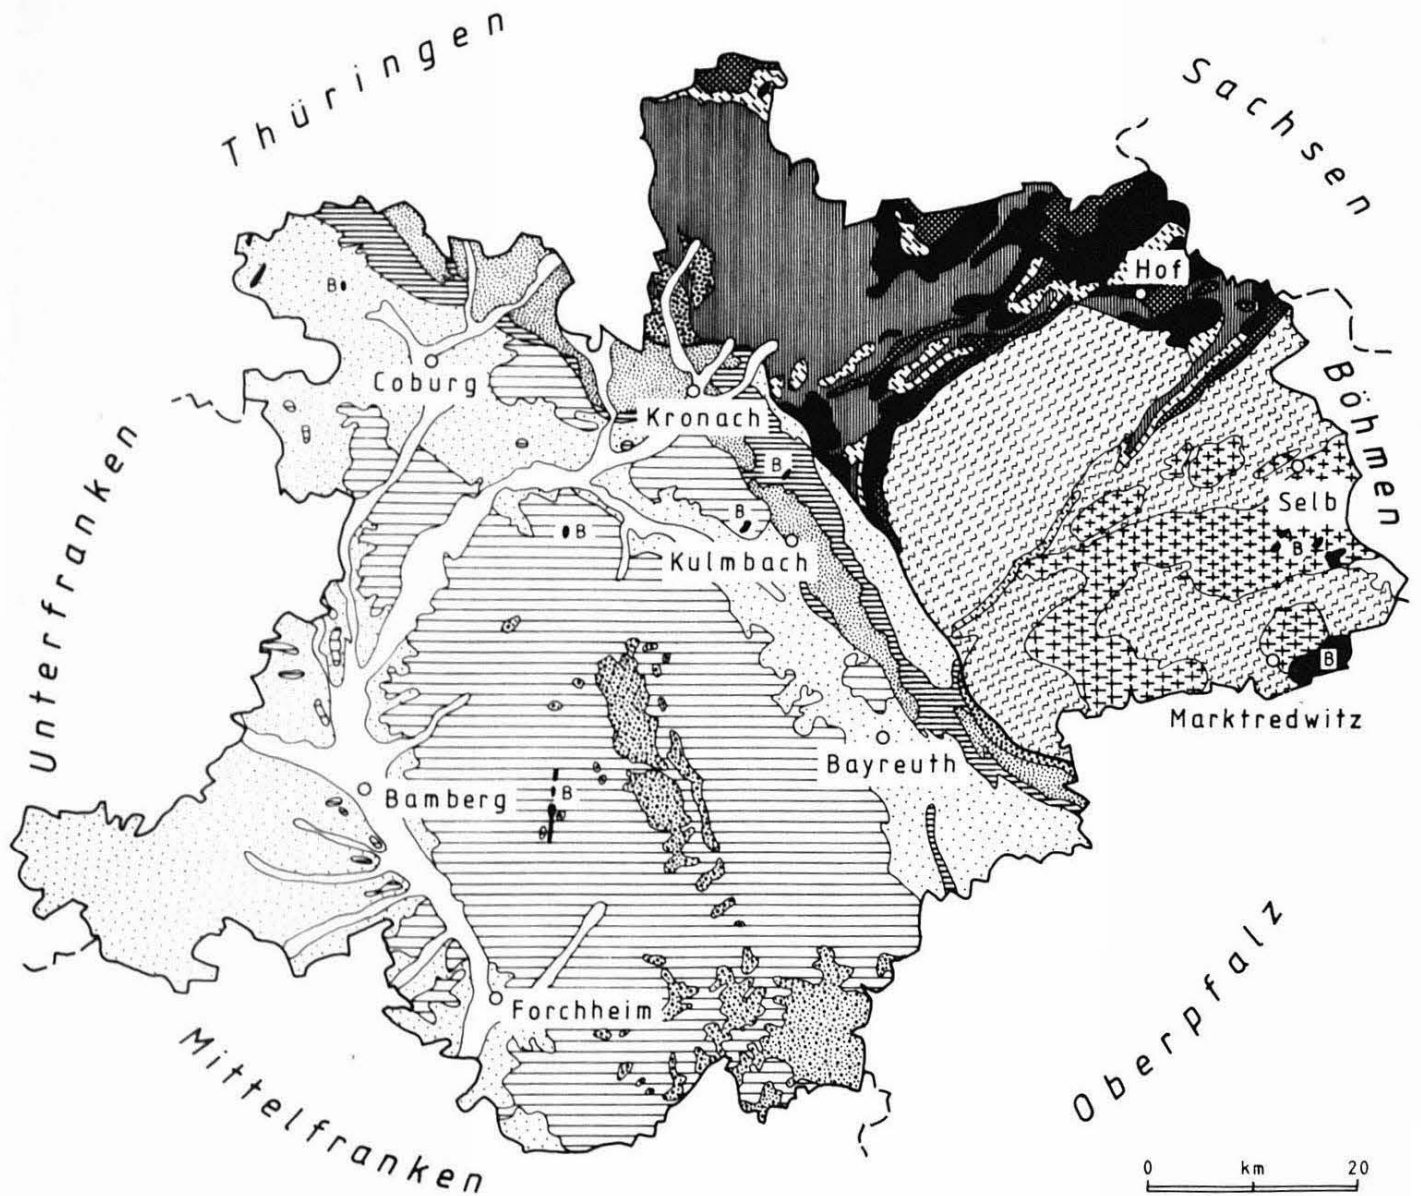 Thüringen
Sachsen
Hof
B
Böhmen
Coburg
Kronach
B
Selb
B
B
B
Unterfranken
Kulmbach
B
Marktredwitz
Bayreuth
B
Bamberg
Forchheim
Oberpfalz
Mittelfranken
0 km 20